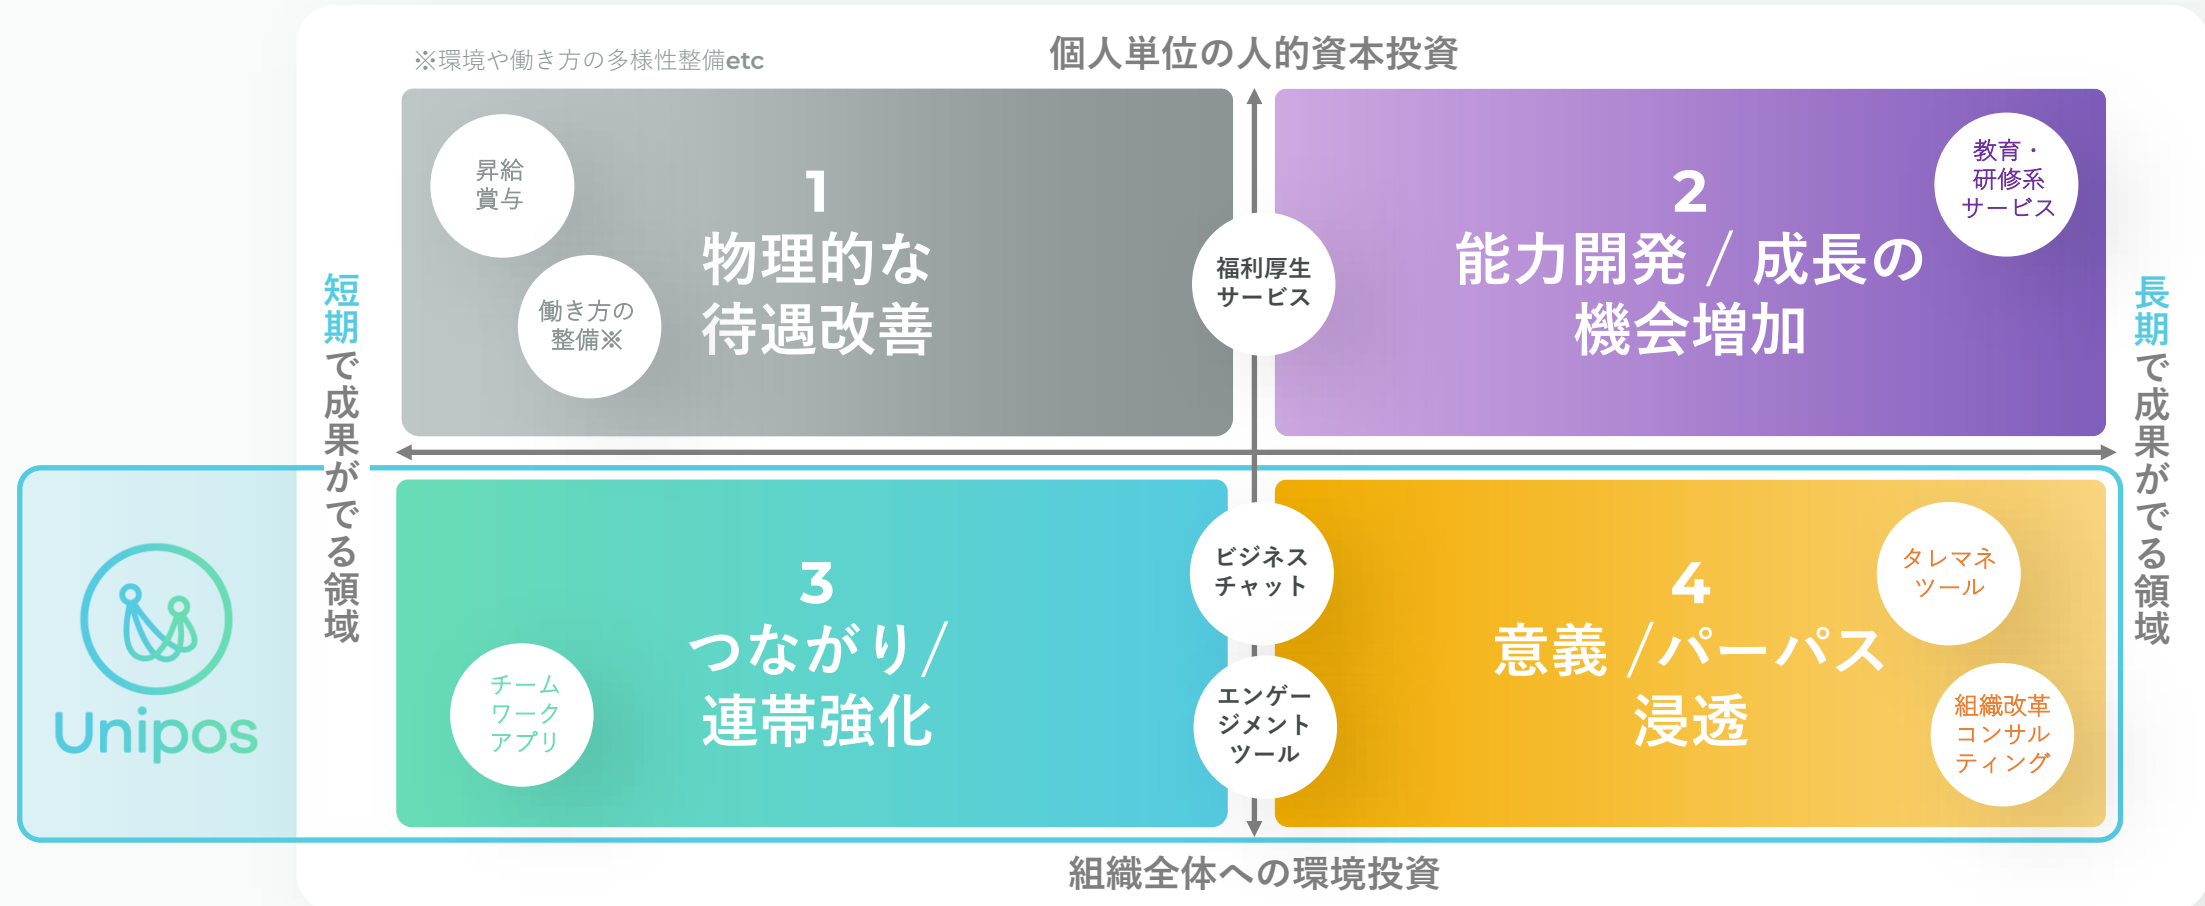 ※環境や働き方の多様性整備etc
個人単位の人的資本投資
昇給
賞与
働き方の
整備※
1
物理的な
待遇改善
福利厚生
サービス
2
能力開発 / 成長の
機会増加
教育・
研修系
サービス
短期で成果がでる領域
長期で成果がでる領域
Unipos
3
つながり/
連帯強化
チーム
ワーク
アプリ
ビジネス
チャット
エンゲー
ジメント
ツール
4
意義 /パーパス
浸透
タレマネ
ツール
組織改革
コンサル
ティング
組織全体への環境投資